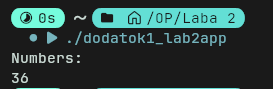 0s ~ /OP/Laba 2
./dodatok1_lab2app
Numbers:
36